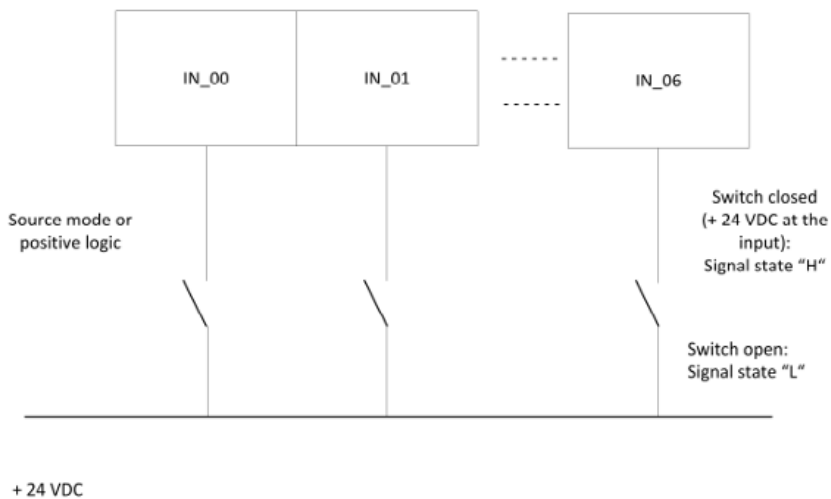 IN_00
IN_01
IN_06
Source mode or
positive logic
Switch closed
(+ 24 VDC at the
input):
Signal state “H“
Switch open:
Signal state “L“
+ 24 VDC